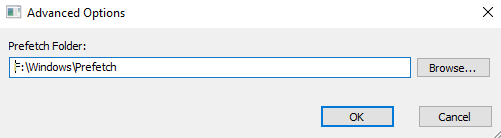 Advanced Options
Prefetch Folder:
F:\Windows\Prefetch
Browse...
OK
Cancel